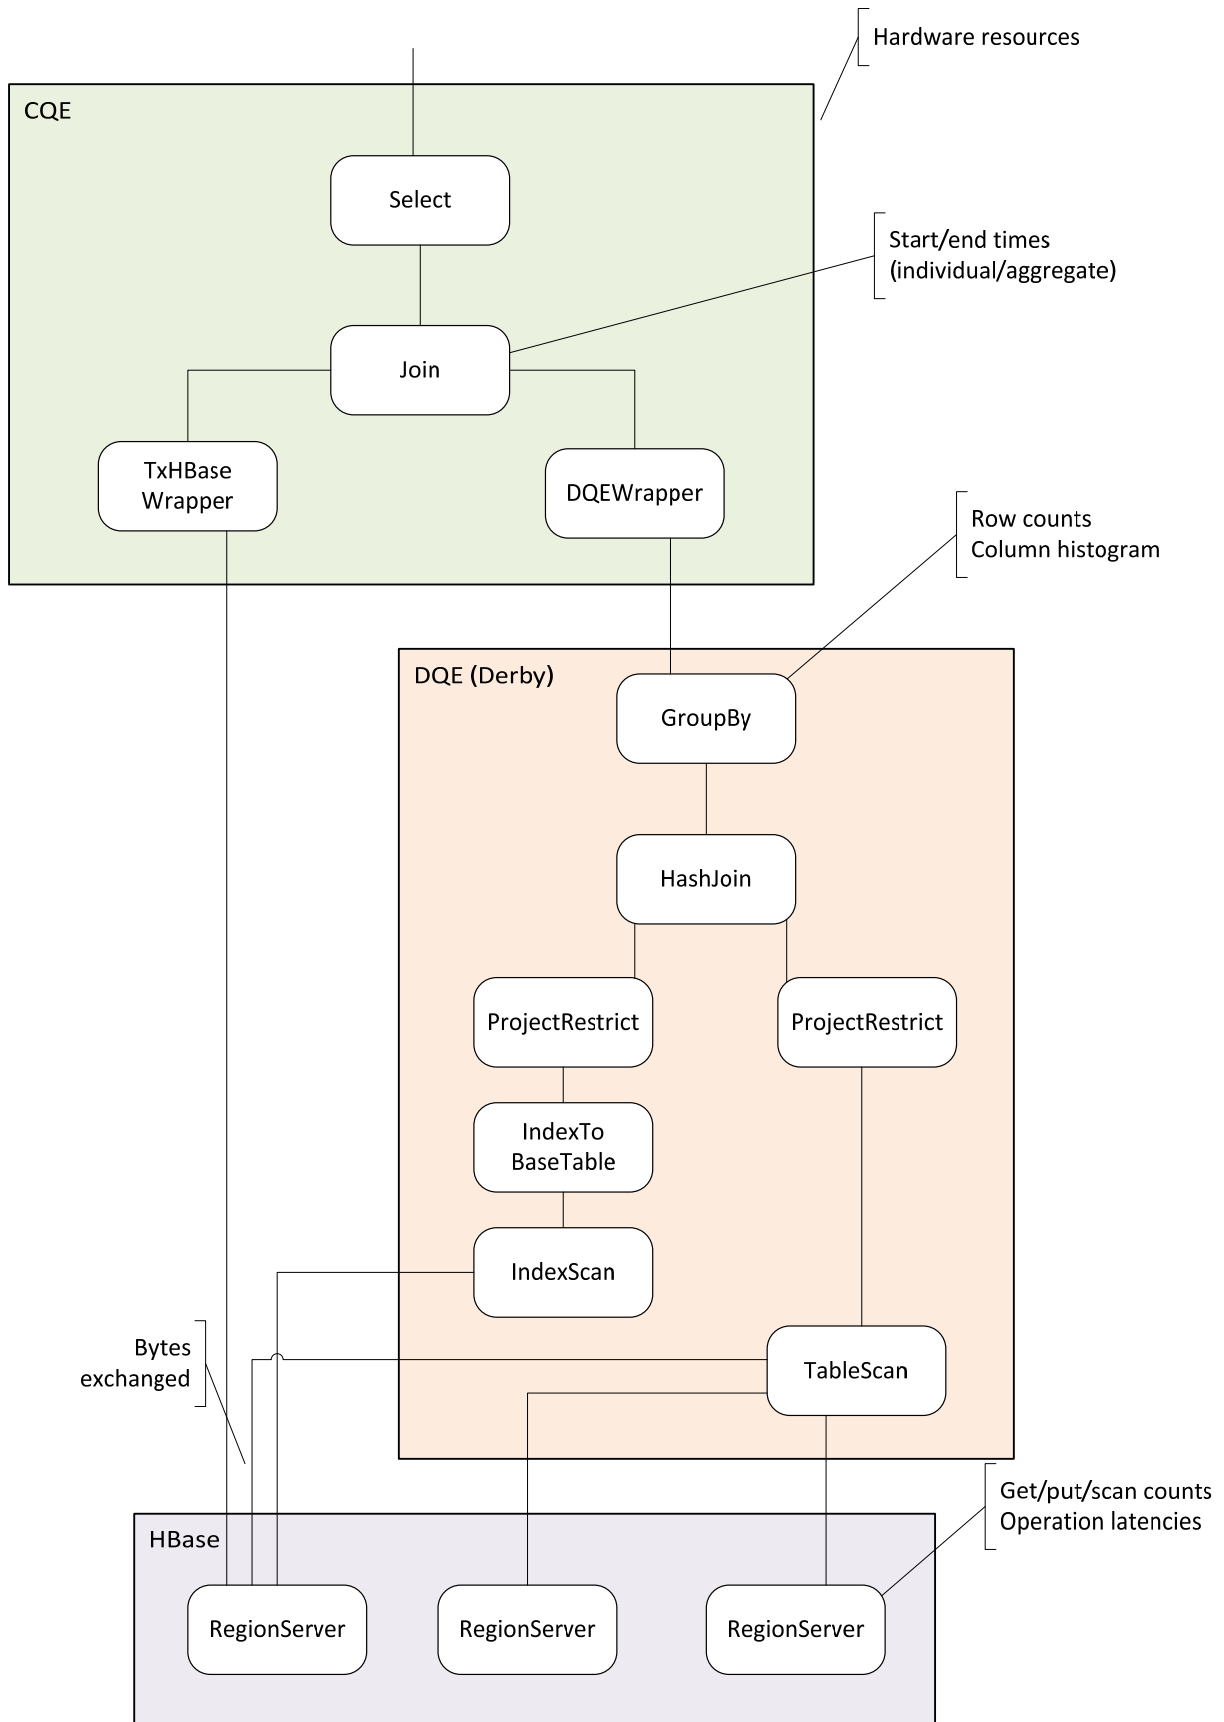 Hardware resources
CQE
Select
Start/end times
(individual/aggregate)
Join
TxHBase
Wrapper
DQEWrapper
Row counts
Column histogram
DQE (Derby)
GroupBy
HashJoin
ProjectRestrict
ProjectRestrict
IndexTo
BaseTable
IndexScan
Bytes
exchanged
TableScan
Get/put/scan counts
Operation latencies
HBase
RegionServer
RegionServer
RegionServer